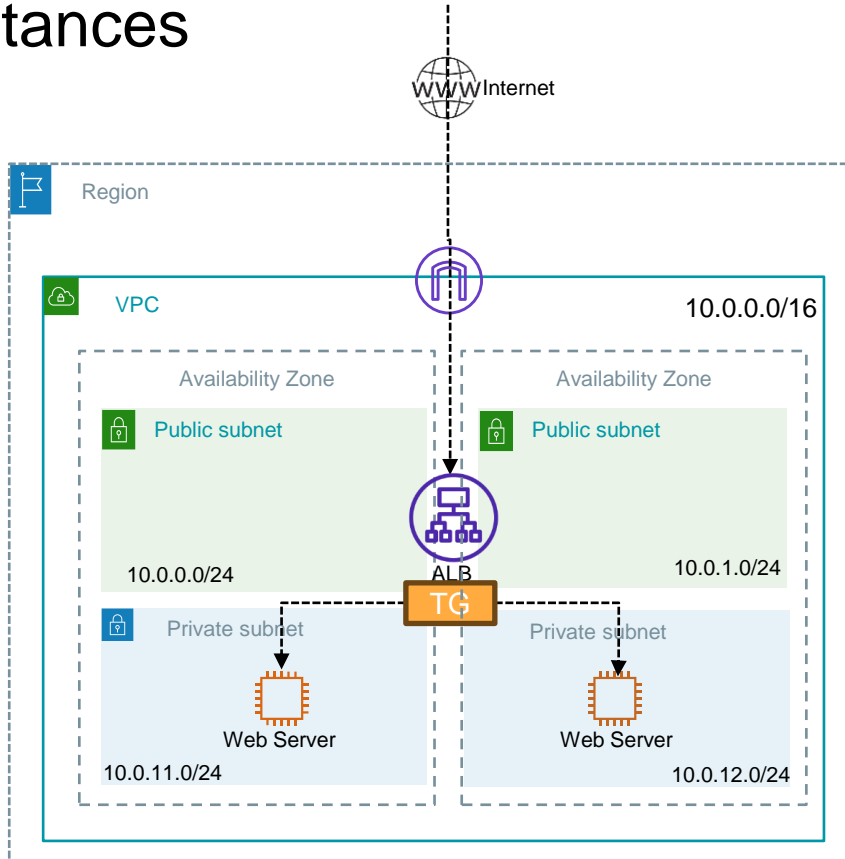 tances
WWW Internet
Region
VPC
10.0.0.0/16
Availability Zone
Availability Zone
Public subnet
Public subnet
10.0.0.0/24
10.0.1.0/24
ALB
TG
Private subnet
Private subnet
Web Server
Web Server
10.0.11.0/24
10.0.12.0/24